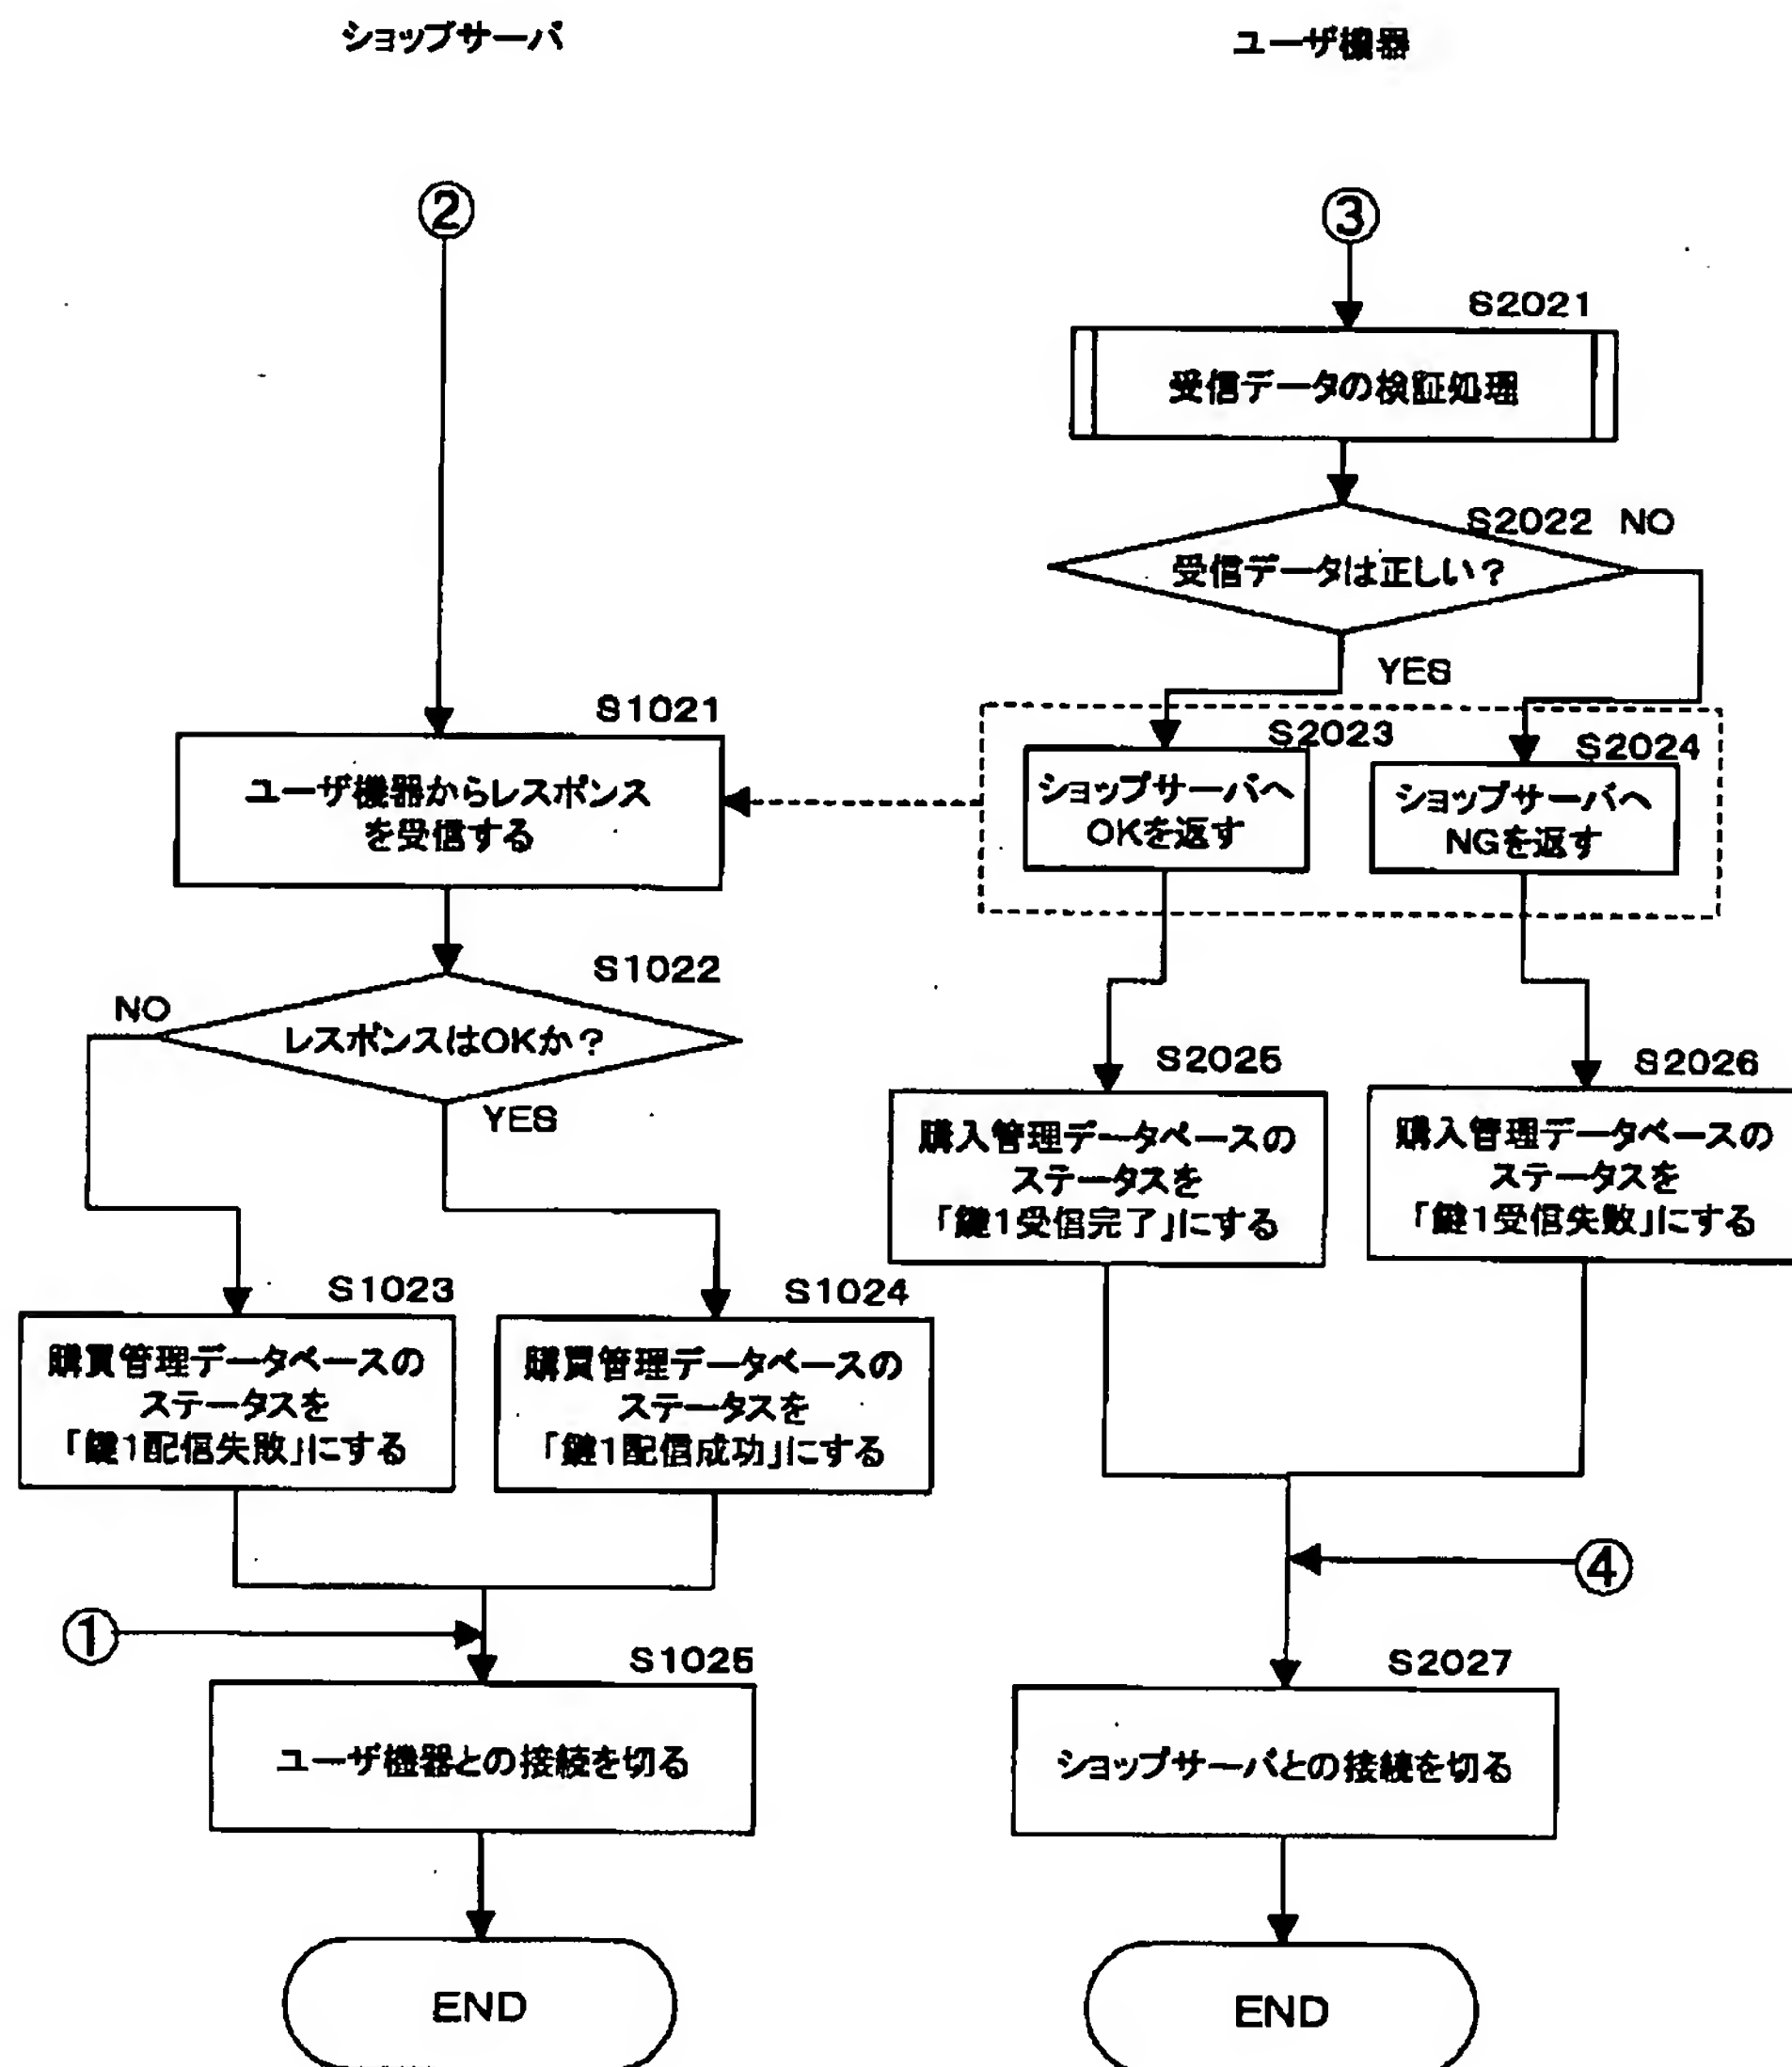 ショップサーバ
ユーザ機器
②
③
S2021
受信データの検証処理
S2022 NO
受信データは正しい?
YES
S1021
ユーザ機器からレスポンス
を受信する
S2023
ショップサーバへ
OKを返す
S2024
ショップサーバへ
NGを返す
S1022
NO
レスポンスはOKか?
YES
S2025
購入管理データベースの
ステータスを
「鍵1受信完了」にする
S2026
購入管理データベースの
ステータスを
「鍵1受信失敗」にする
S1023
購買管理データベースの
ステータスを
「鍵1配信失敗」にする
S1024
購買管理データベースの
ステータスを
「鍵1配信成功」にする
④
①
S1025
ユーザ機器との接続を切る
S2027
ショップサーバとの接続を切る
END
END